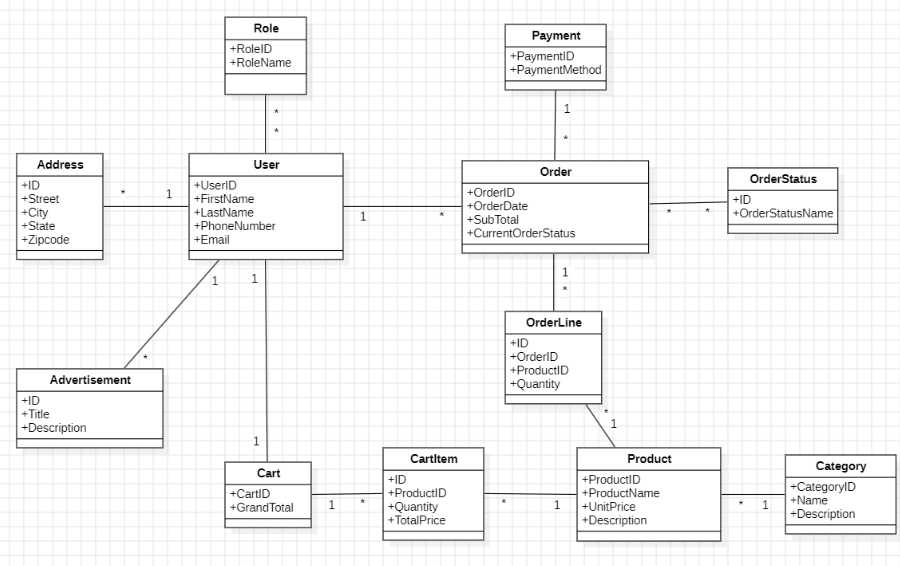 Role
+RoleID
+RoleName
*
*
Payment
+PaymentID
+PaymentMethod
1
*
Address
+ID
+Street
+City
+State
+Zipcode
*
1
User
+UserID
+FirstName
+LastName
+PhoneNumber
+Email
1
*
Order
+OrderID
+OrderDate
+SubTotal
+CurrentOrderStatus
*
*
OrderStatus
+ID
+OrderStatusName
1
*
1
1
*
OrderLine
+ID
+OrderID
+ProductID
+Quantity
*
1
Advertisement
+ID
+Title
+Description
1
Cart
+CartID
+GrandTotal
1
*
CartItem
+ID
+ProductID
+Quantity
+TotalPrice
*
1
Product
+ProductID
+ProductName
+UnitPrice
+Description
*
1
Category
+CategoryID
+Name
+Description